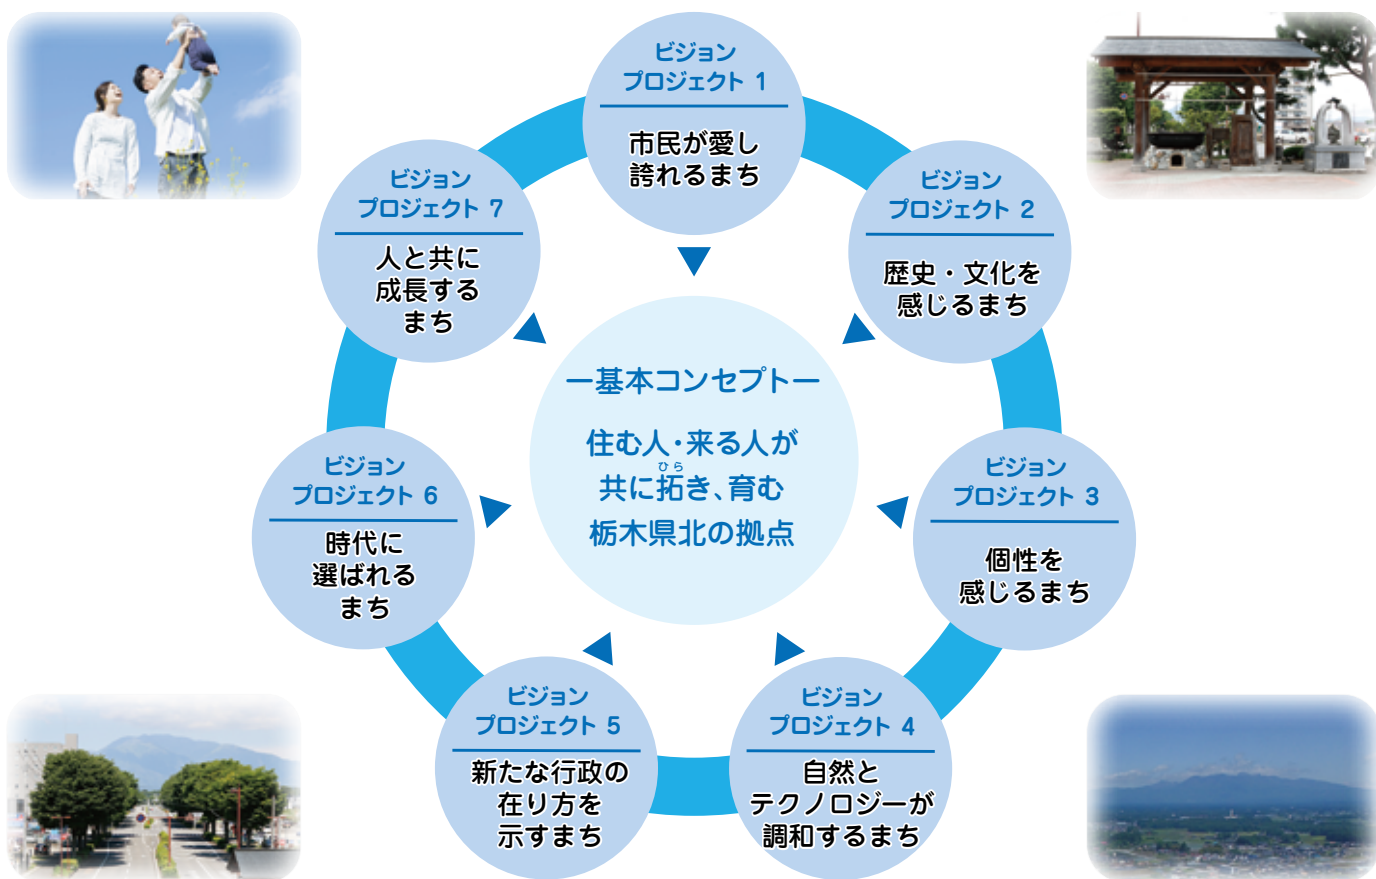 ビジョン
プロジェクト 1
市民が愛し
誇れるまち
ビジョン
プロジェクト 2
歴史・文化を
感じるまち
ビジョン
プロジェクト 3
個性を
感じるまち
ビジョン
プロジェクト 4
自然と
テクノロジーが
調和するまち
ビジョン
プロジェクト 5
新たな行政の
在り方を
示すまち
ビジョン
プロジェクト 6
時代に
選ばれる
まち
ビジョン
プロジェクト 7
人と共に
成長する
まち
ー基本コンセプトー
住む人・来る人が
ひら
共に拓き、育む
栃木県北の拠点